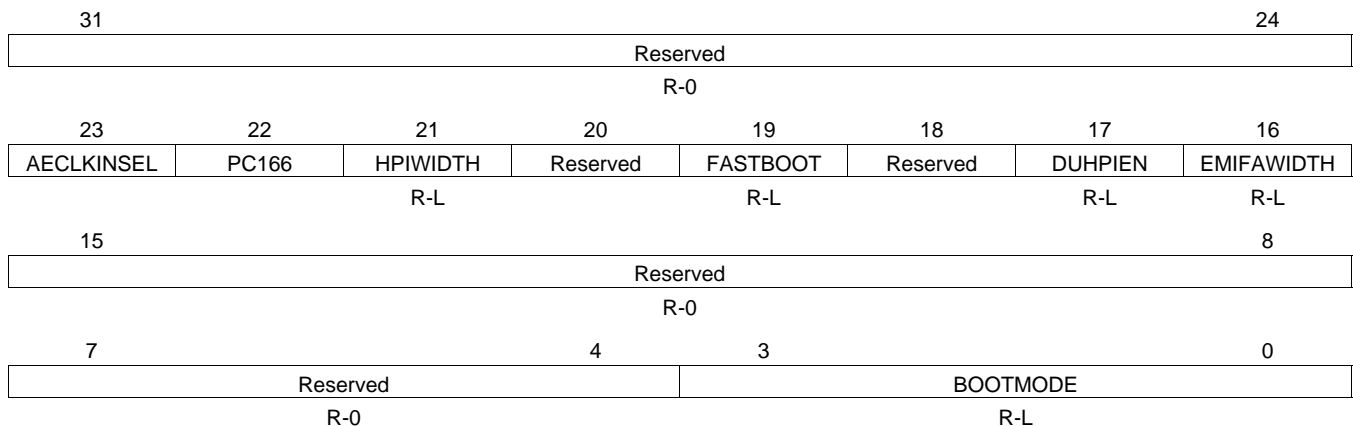 31 24
Reserved
R-0
23 22 21 20 19 18 17 16
AECLKINSEL PC166 HPIWIDTH Reserved FASTBOOT Reserved DUHPIEN EMIFAWIDTH
R-L R-L R-L R-L
15 8
Reserved
R-0
7 4 3 0
Reserved BOOTMODE
R-0 R-L